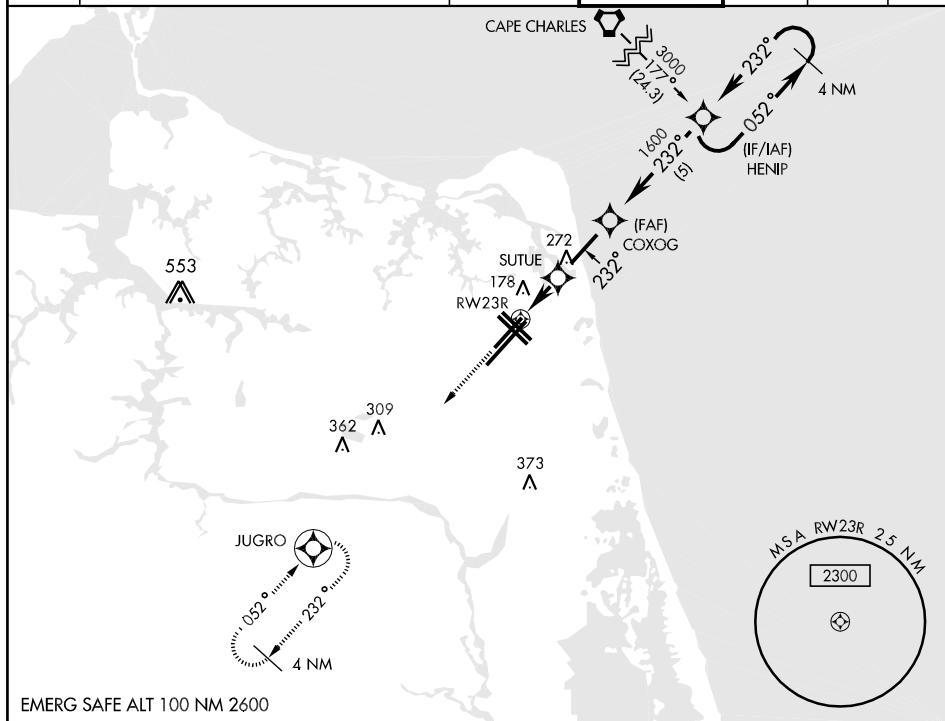 CAPE CHARLES
3000
177°
(24.3)
232°
4 NM
052°
(IF/IAF)
HENIP
1600
232°
(5)
(FAF)
COXOG
272
SUTUE
232°
178
RW23R
553
309
362
373
JUGRO
052°
232°
4 NM
MSA RW23R 25 NM
2300
EMERG SAFE ALT 100 NM 2600